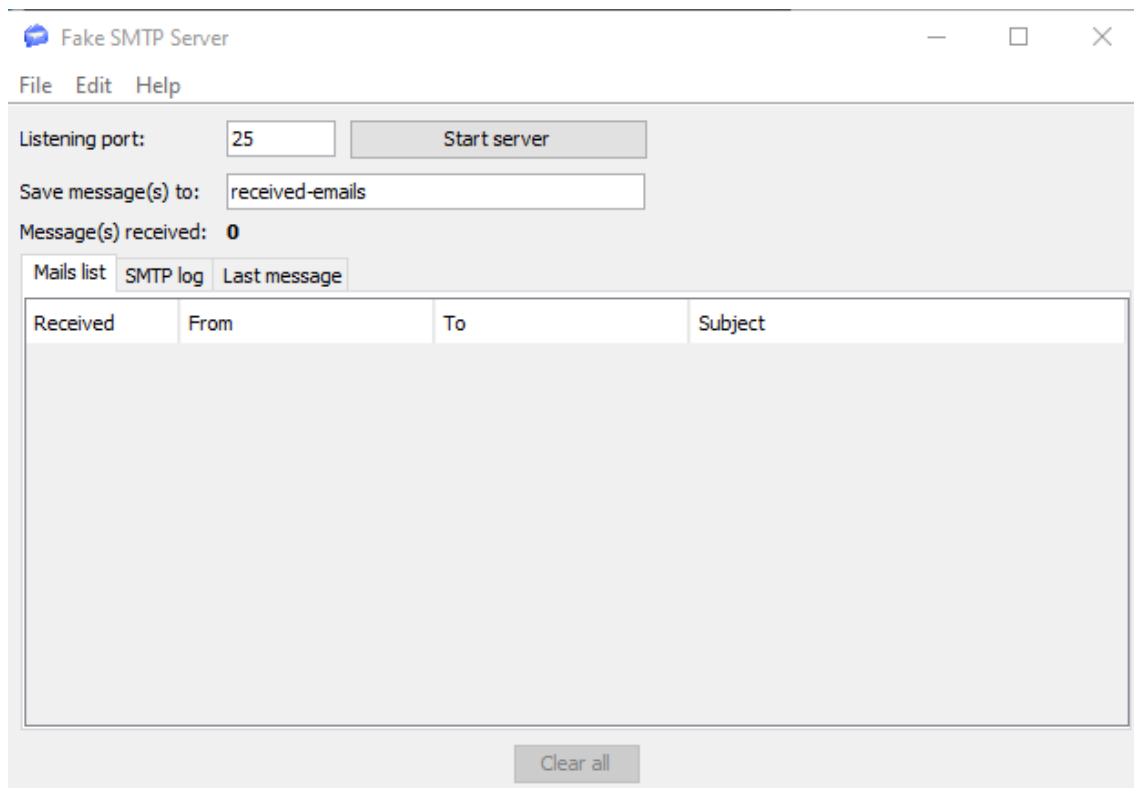 Fake SMTP Server
File Edit Help
Listening port: 25 Start server
Save message(s) to: received-emails
Message(s) received: 0
Mails list SMTP log Last message
Received From To Subject
Clear all